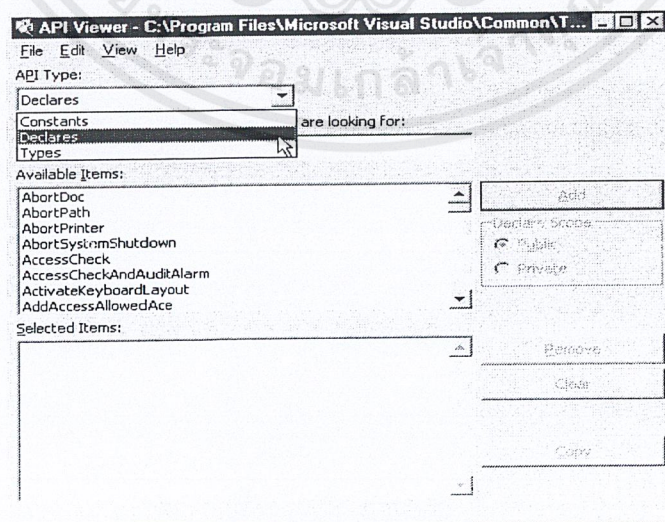 API Viewer - C:\Program Files\Microsoft Visual Studio\Common\T...
File Edit View Help
API Type:
Declares
Constants
are looking for:
Declares
Types
Available Items:
AbortDoc
AbortPath
AbortPrinter
AbortSystemShutdown
AccessCheck
AccessCheckAndAuditAlarm
ActivateKeyboardLayout
AddAccessAllowedAce
Add
Declare Scope
Public
Private
Selected Items:
Remove
Clear
Copy